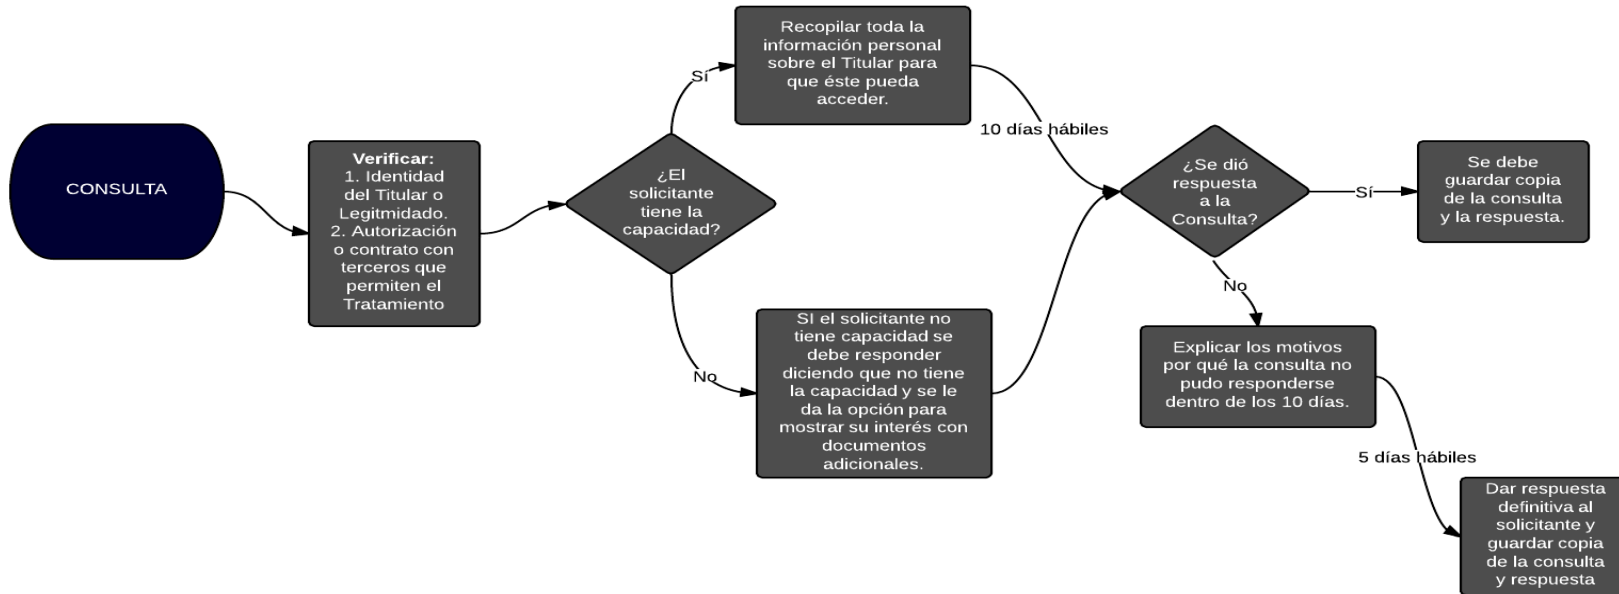 CONSULTA
Verificar:
1. Identidad
del Titular o
Legitmidado.
2. Autorización
o contrato con
terceros que
permiten el
Tratamiento
¿El
solicitante
tiene la
capacidad?
Sí
Recopilar toda la
información personal
sobre el Titular para
que éste pueda
acceder.
10 días hábiles
No
SI el solicitante no
tiene capacidad se
debe responder
diciendo que no tiene
la capacidad y se le
da la opción para
mostrar su interés con
documentos
adicionales.
¿Se dió
respuesta
a la
Consulta?
Sí
Se debe
guardar copia
de la consulta
y la respuesta.
No
Explicar los motivos
por qué la consulta no
pudo responderse
dentro de los 10 días.
5 días hábiles
Dar respuesta
definitiva al
solicitante y
guardar copia
de la consulta
y respuesta